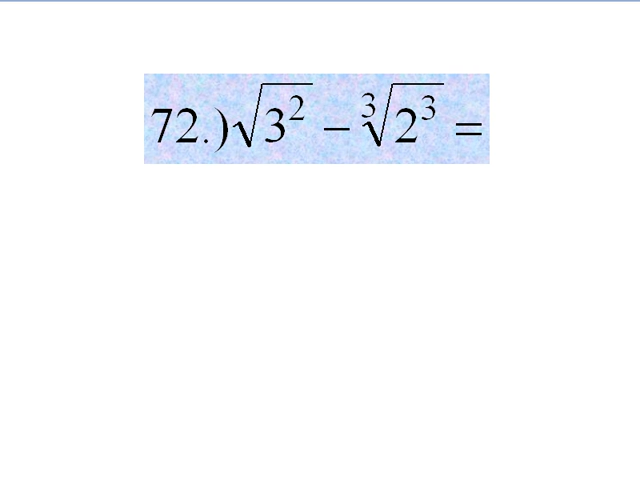 72.)√3² − ∛2³ =